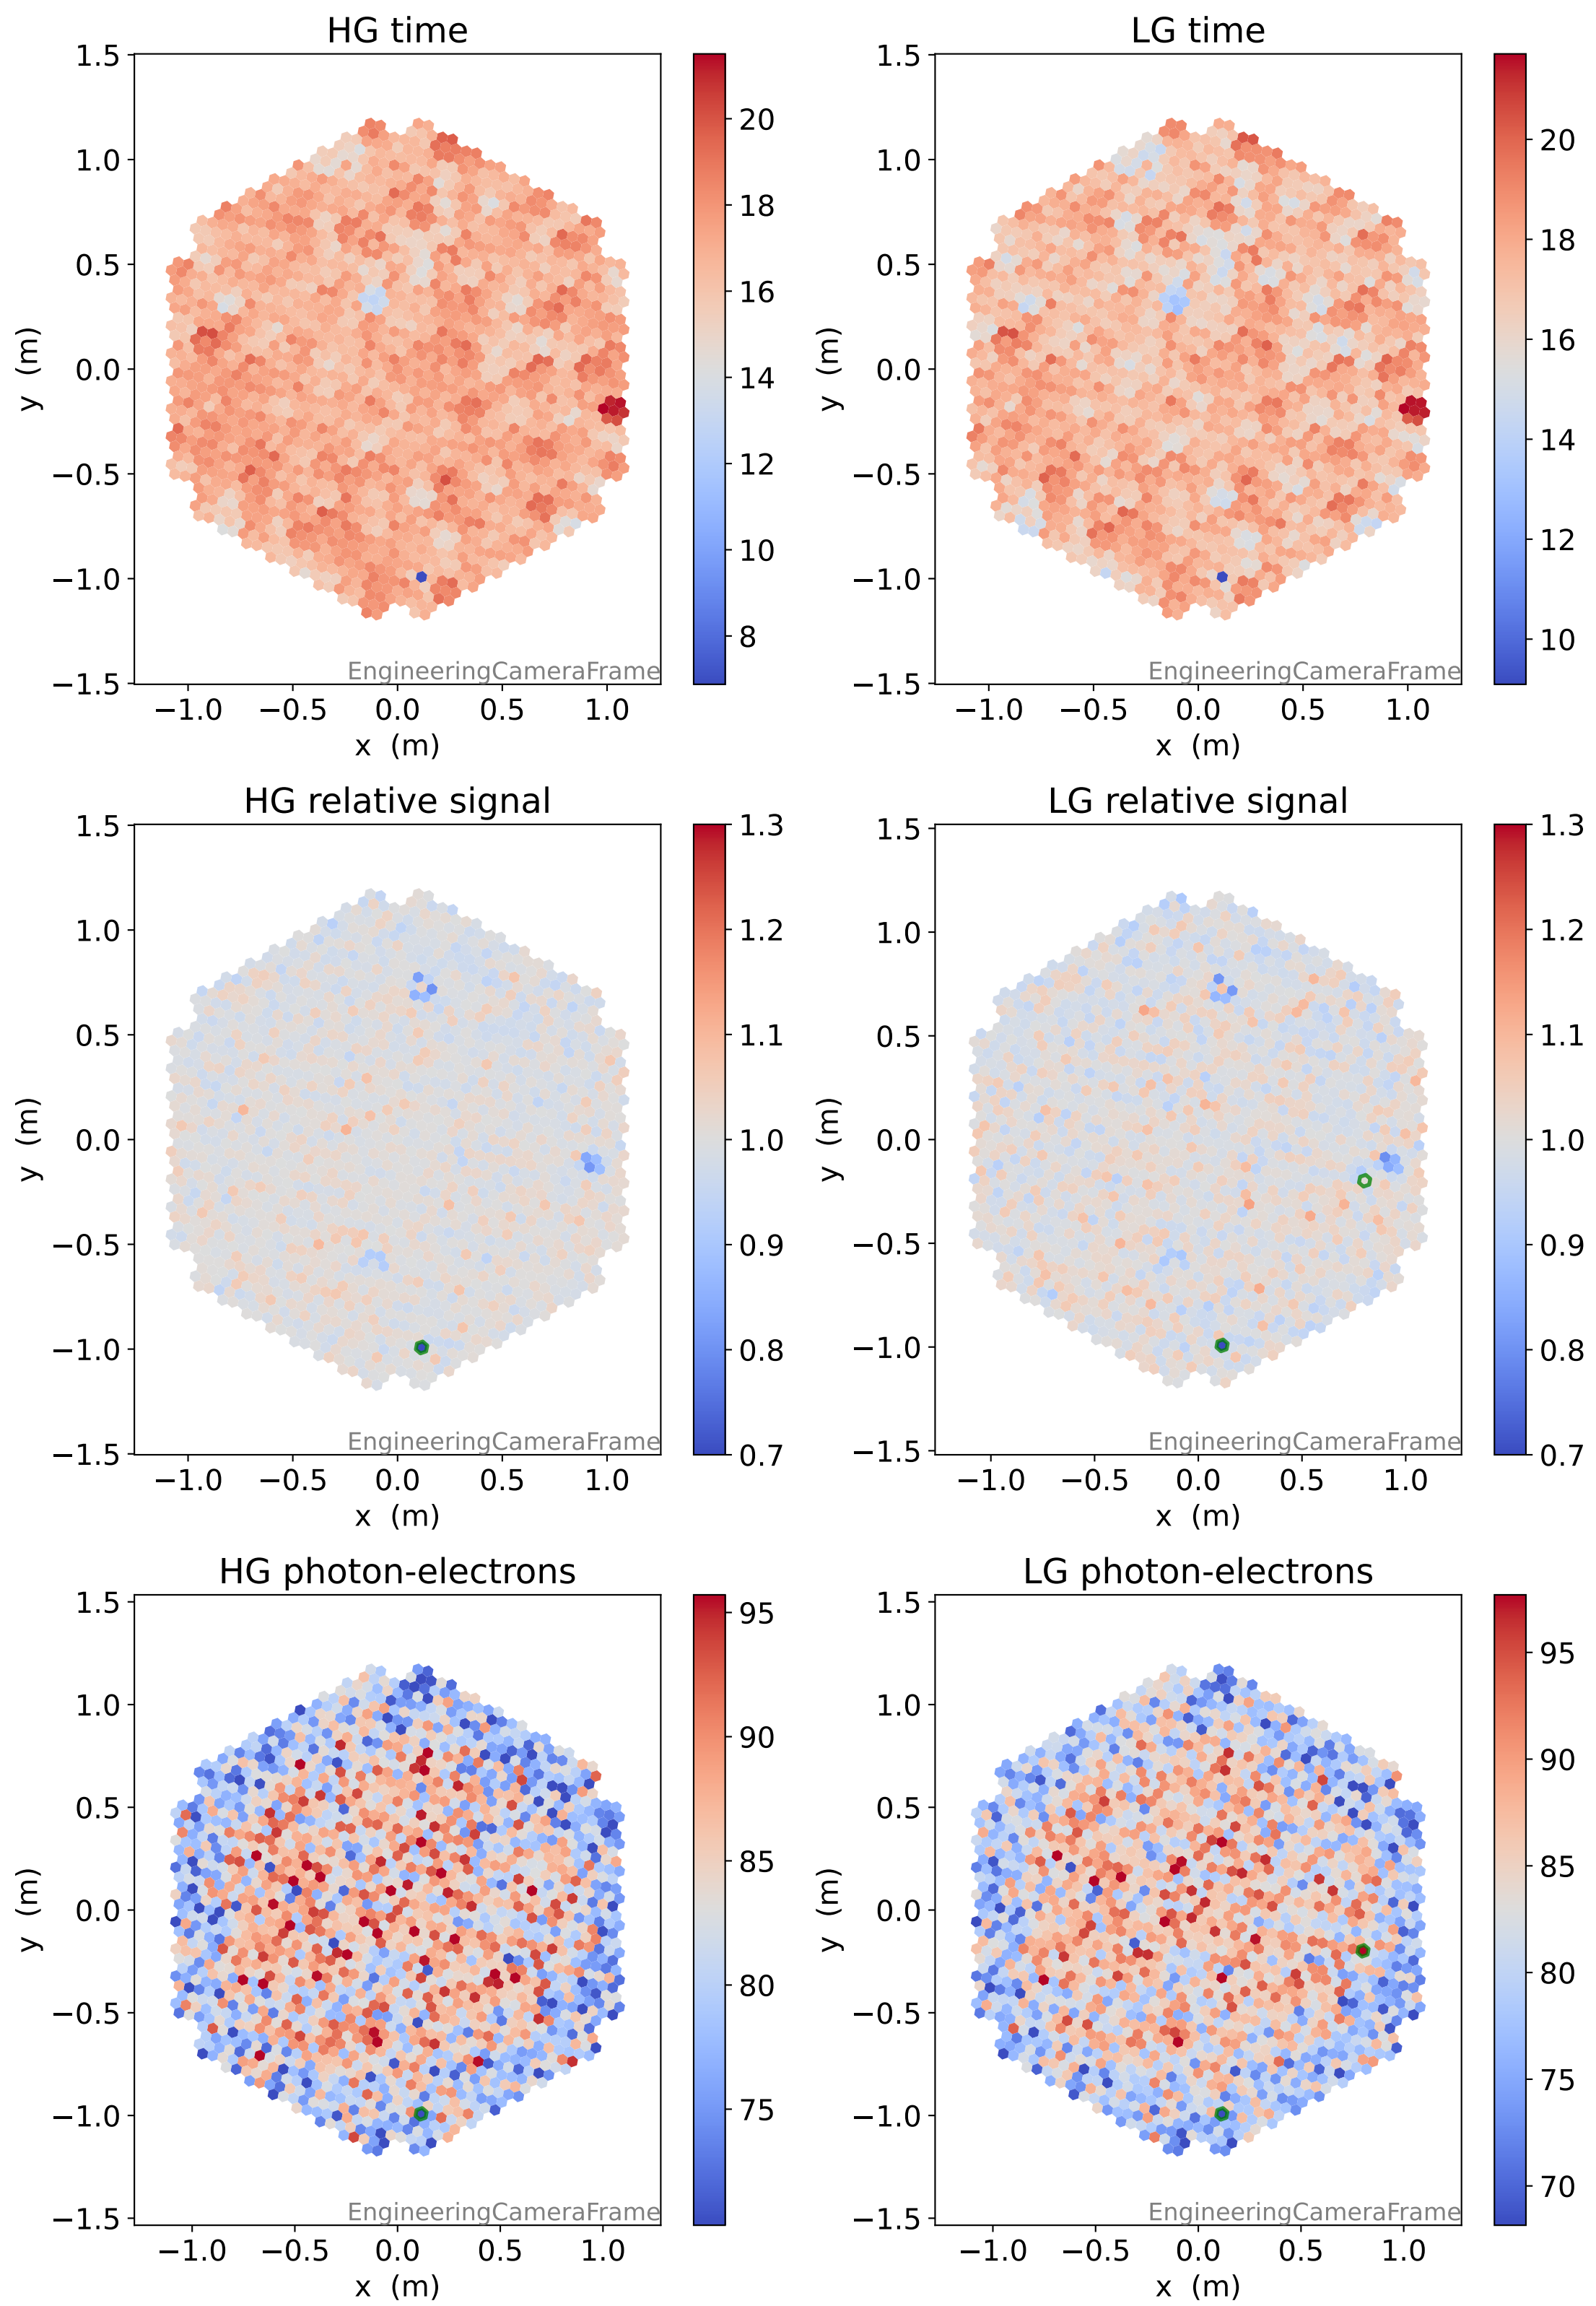 HG time
1.5
1.0
0.5
0.0
−0.5
−1.0
−1.5
y (m)
−1.0 −0.5 0.0 0.5 1.0
x (m)
EngineeringCameraFrame
20
18
16
14
12
10
8
LG time
1.5
1.0
0.5
0.0
−0.5
−1.0
−1.5
y (m)
−1.0 −0.5 0.0 0.5 1.0
x (m)
EngineeringCameraFrame
20
18
16
14
12
10
HG relative signal
1.5
1.0
0.5
0.0
−0.5
−1.0
−1.5
y (m)
−1.0 −0.5 0.0 0.5 1.0
x (m)
EngineeringCameraFrame
1.3
1.2
1.1
1.0
0.9
0.8
0.7
LG relative signal
1.5
1.0
0.5
0.0
−0.5
−1.0
−1.5
y (m)
−1.0 −0.5 0.0 0.5 1.0
x (m)
EngineeringCameraFrame
1.3
1.2
1.1
1.0
0.9
0.8
0.7
HG photon-electrons
1.5
1.0
0.5
0.0
−0.5
−1.0
−1.5
y (m)
−1.0 −0.5 0.0 0.5 1.0
x (m)
EngineeringCameraFrame
95
90
85
80
75
LG photon-electrons
1.5
1.0
0.5
0.0
−0.5
−1.0
−1.5
y (m)
−1.0 −0.5 0.0 0.5 1.0
x (m)
EngineeringCameraFrame
95
90
85
80
75
70